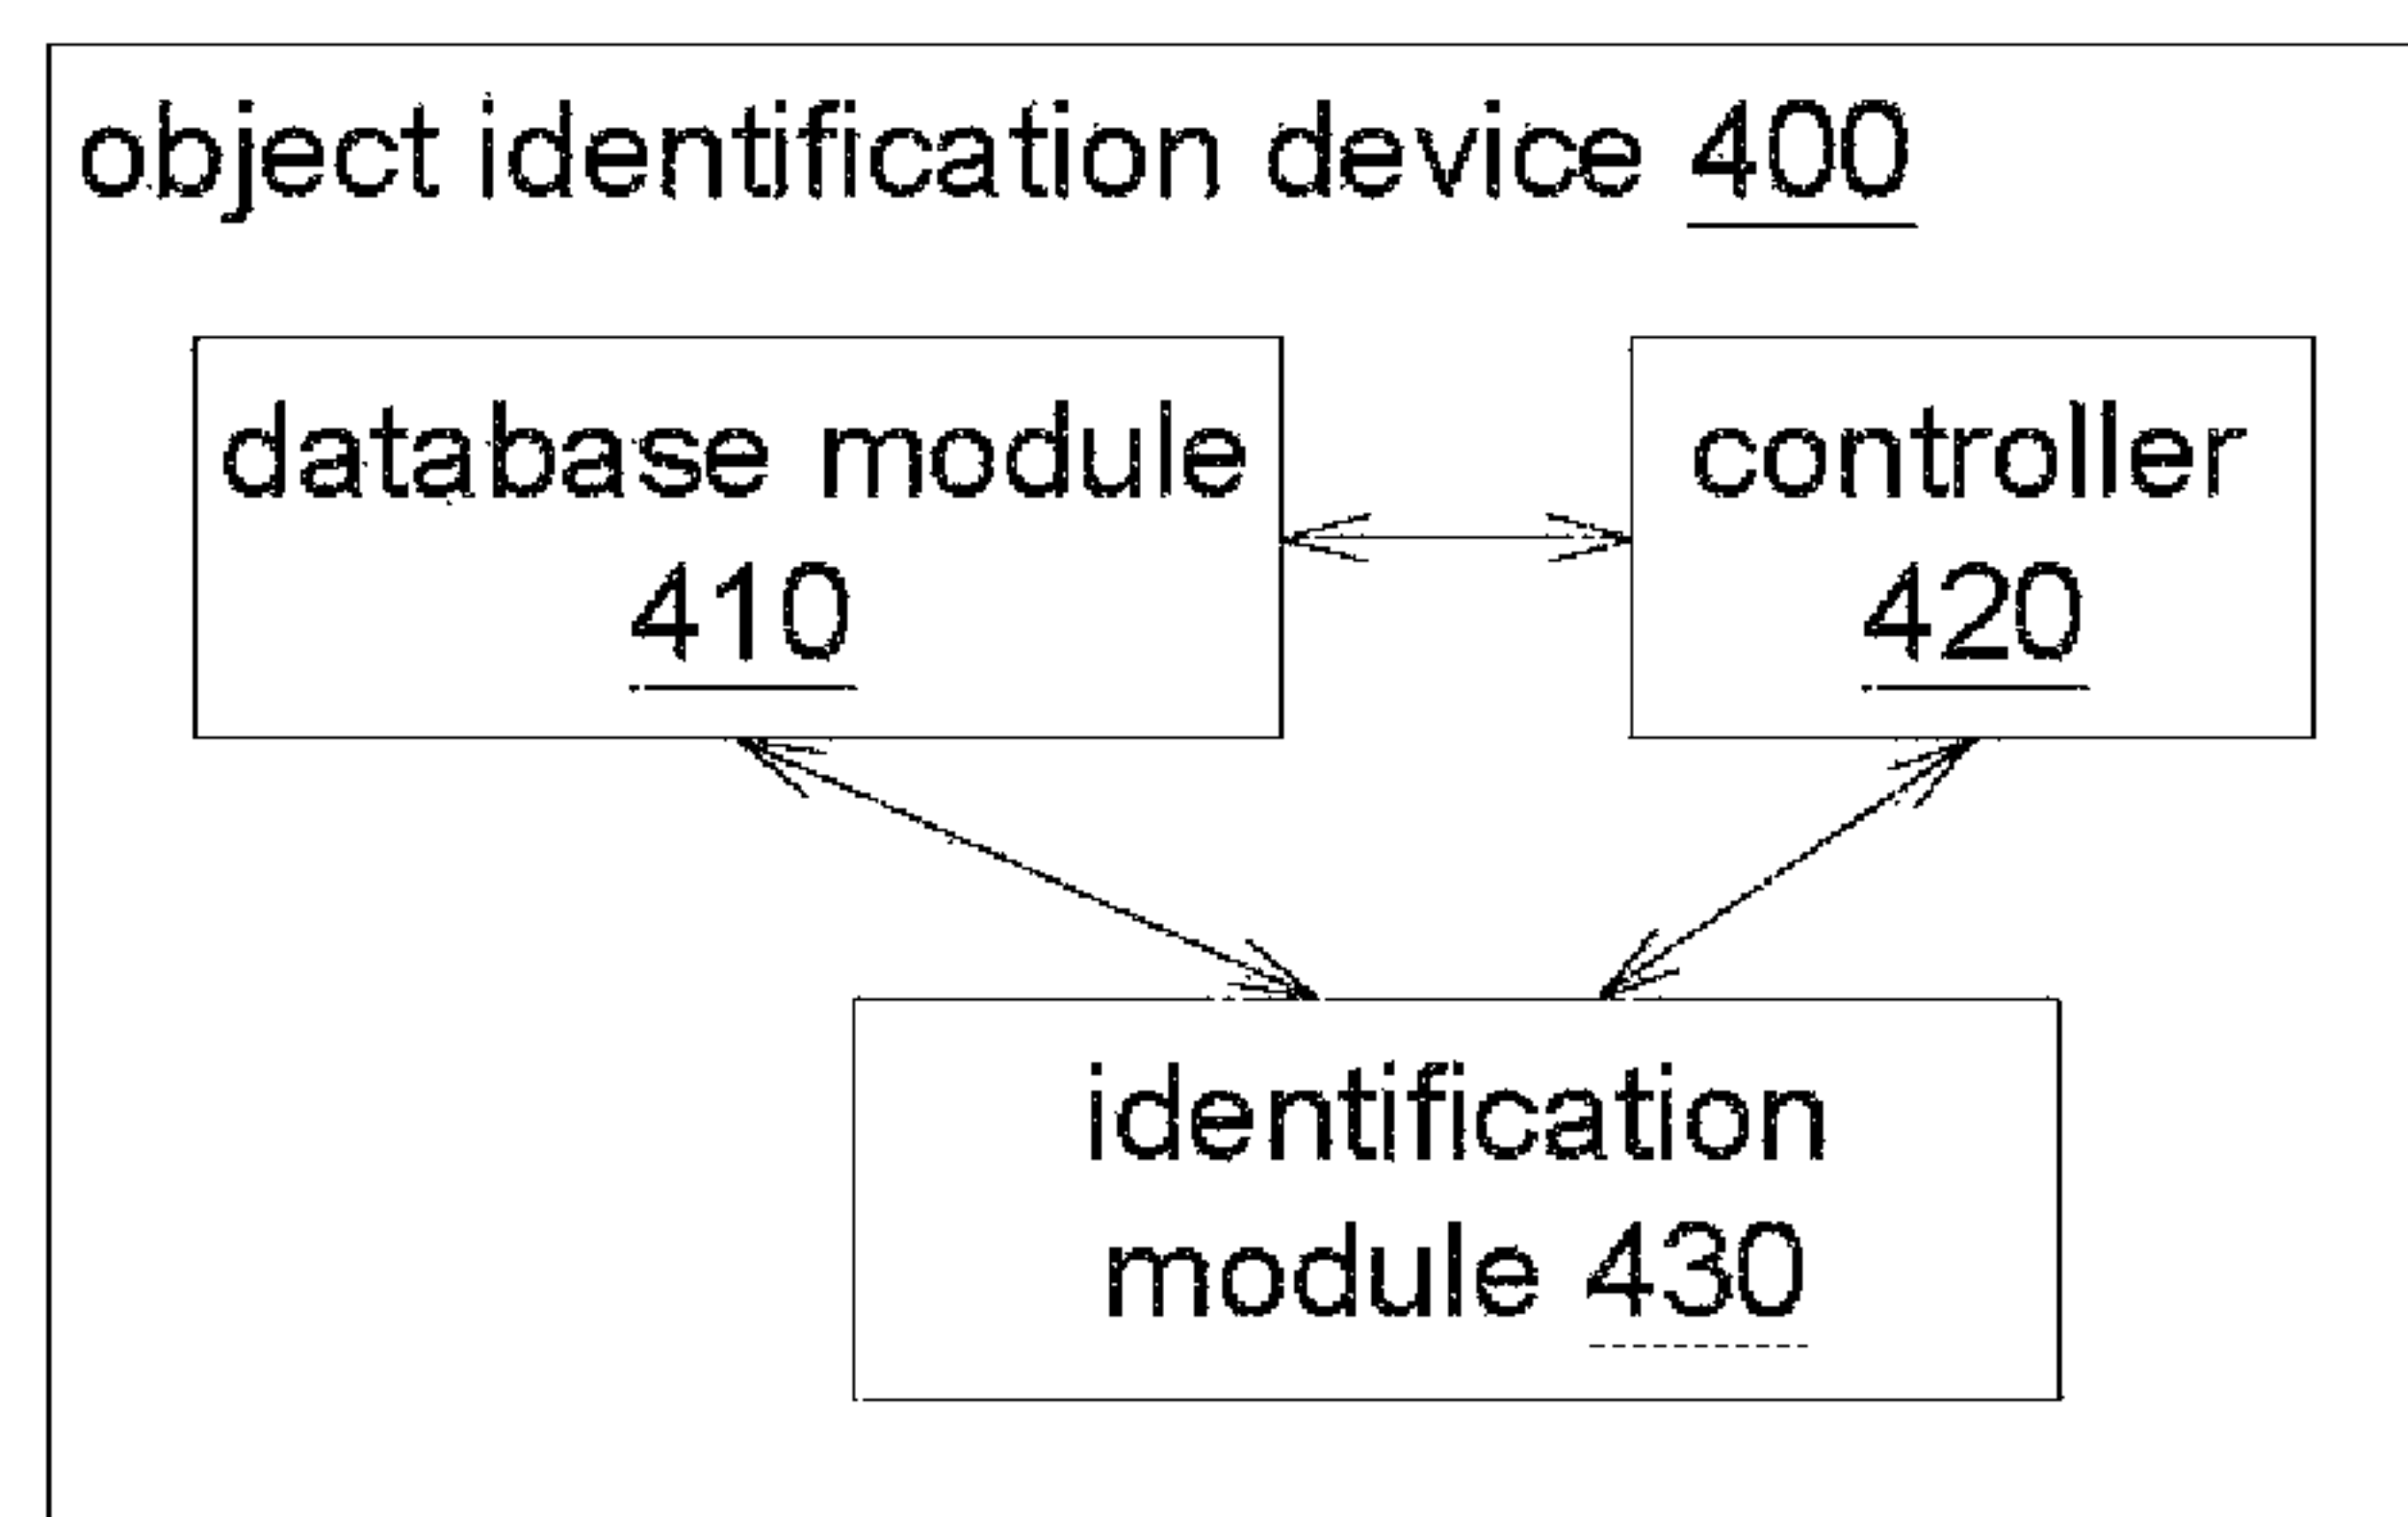 object identification device 400
database module
410
controller
420
identification
module 430